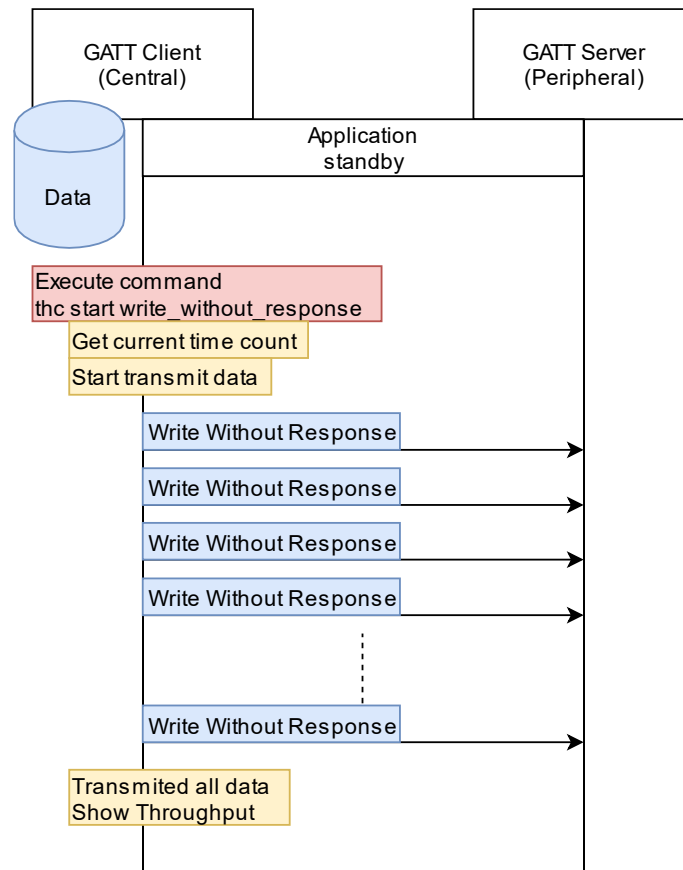 GATT Client
(Central)
GATT Server
(Peripheral)
Application
standby
Data
Execute command
thc start write_without_response
Get current time count
Start transmit data
Write Without Response
Write Without Response
Write Without Response
Write Without Response
Write Without Response
Transmited all data
Show Throughput